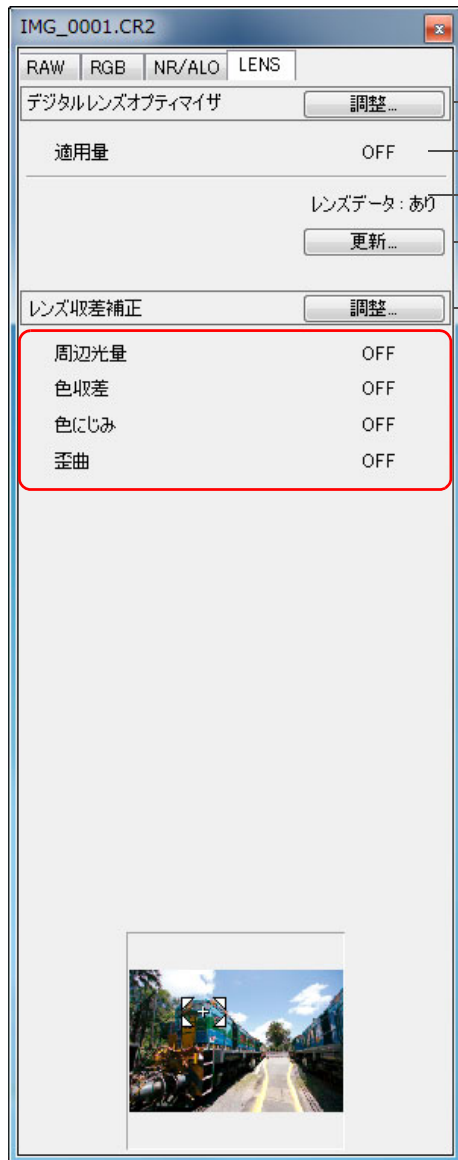 IMG_0001.CR2
RAW RGB NR/ALO LENS
デジタルレンズオプティマイザ 調整...
適用量 OFF
レンズデータ：あり
更新...
レンズ収差補正 調整...
周辺光量 OFF
色収差 OFF
色にじみ OFF
歪曲 OFF